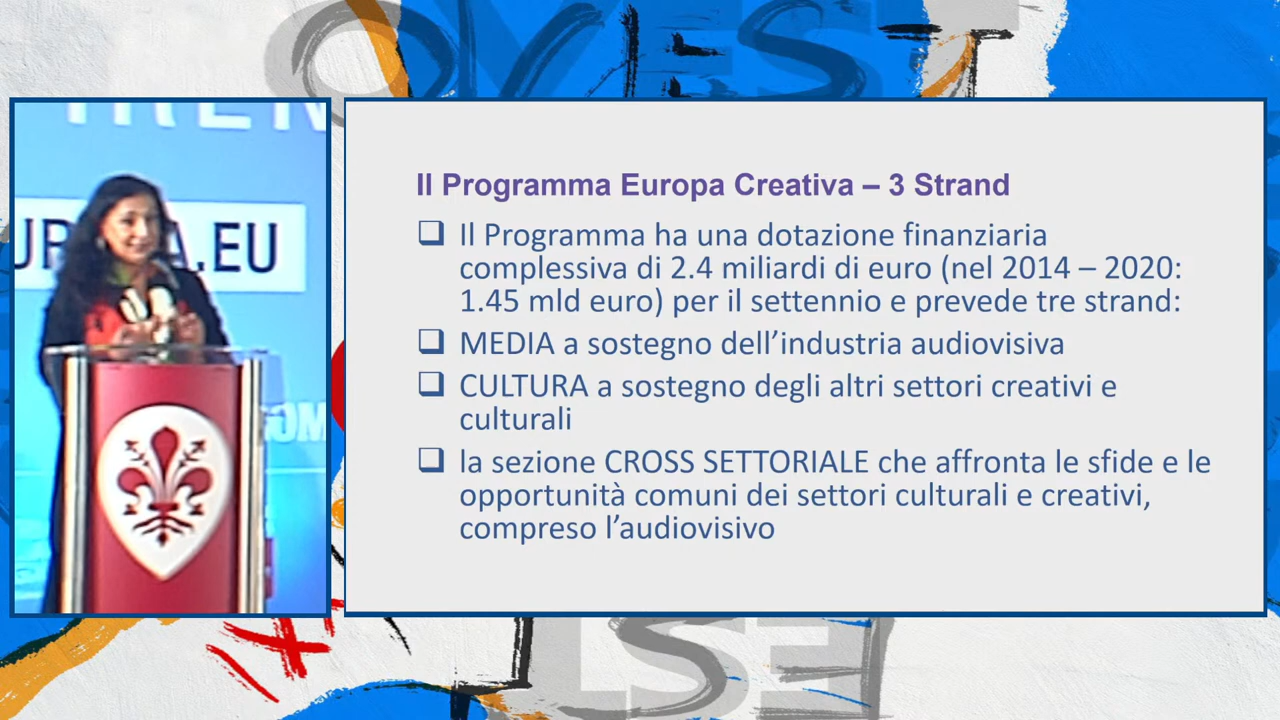 OVEST
TREN
.EU
Il Programma Europa Creativa – 3 Strand
❑ Il Programma ha una dotazione finanziaria
complessiva di 2.4 miliardi di euro (nel 2014 – 2020:
1.45 mld euro) per il settennio e prevede tre strand:
❑ MEDIA a sostegno dell’industria audiovisiva
❑ CULTURA a sostegno degli altri settori creativi e
culturali
❑ la sezione CROSS SETTORIALE che affronta le sfide e le
opportunità comuni dei settori culturali e creativi,
compreso l’audiovisivo